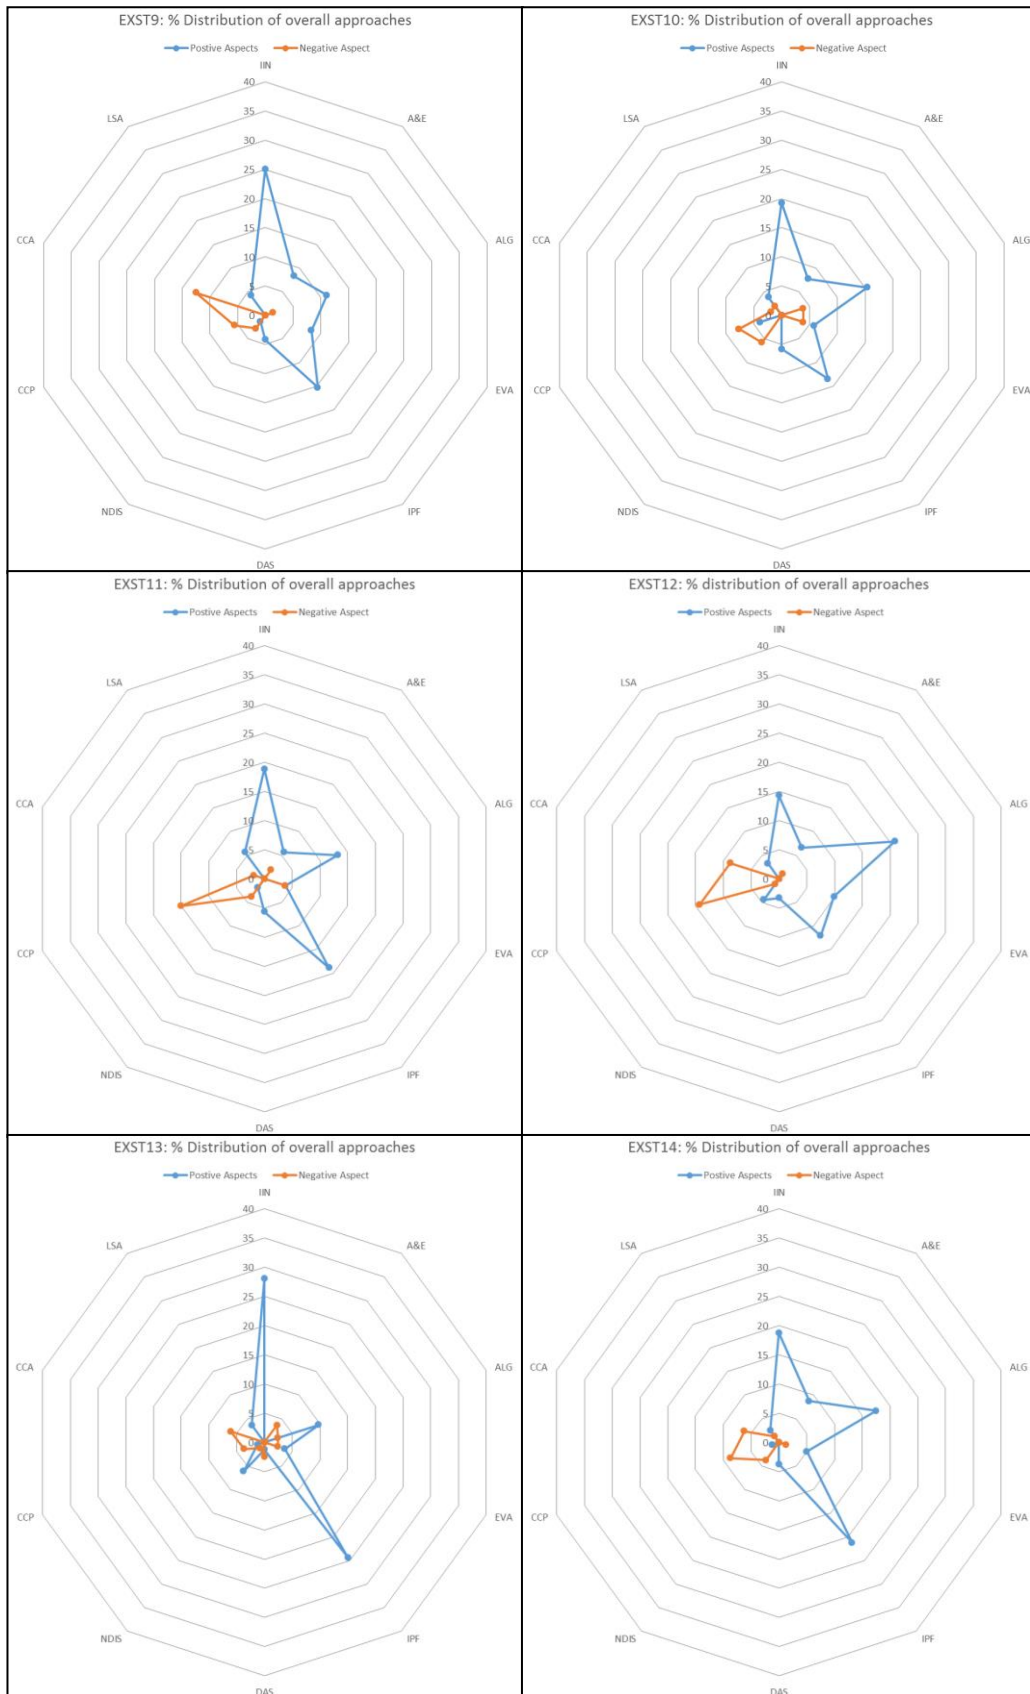 EXST9: % Distribution of overall approaches
Postive Aspects Negative Aspect
IIN
40
35
30
25
20
15
10
5
0
A&E
ALG
EVA
IPF
DAS
NDIS
CCP
CCA
LSA
EXST10: % Distribution of overall approaches
Postive Aspects Negative Aspect
IIN
40
35
30
25
20
15
10
5
0
A&E
ALG
EVA
IPF
DAS
NDIS
CCP
CCA
LSA
EXST11: % Distribution of overall approaches
Postive Aspects Negative Aspect
IIN
40
35
30
25
20
15
10
5
0
A&E
ALG
EVA
IPF
DAS
NDIS
CCP
CCA
LSA
EXST12: % distribution of overall approaches
Postive Aspects Negative Aspect
IIN
40
35
30
25
20
15
10
5
0
A&E
ALG
EVA
IPF
DAS
NDIS
CCP
CCA
LSA
EXST13: % Distribution of overall approaches
Postive Aspects Negative Aspect
IIN
40
35
30
25
20
15
10
5
0
A&E
ALG
EVA
IPF
DAS
NDIS
CCP
CCA
LSA
EXST14: % Distribution of overall approaches
Postive Aspects Negative Aspect
IIN
40
35
30
25
20
15
10
5
0
A&E
ALG
EVA
IPF
DAS
NDIS
CCP
CCA
LSA